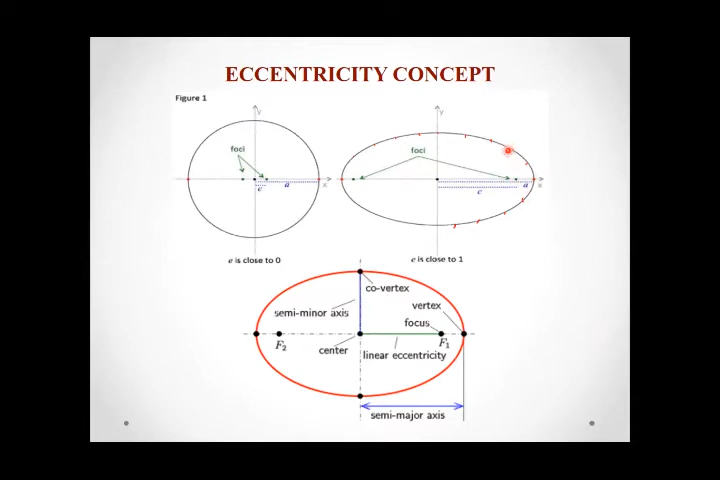 ECCENTRICITY CONCEPT
Figure 1
y
foci
c
a
x
e is close to 0
y
foci
c
a
x
e is close to 1
co-vertex
semi-minor axis
vertex
focus
F2
center
F1
linear eccentricity
semi-major axis